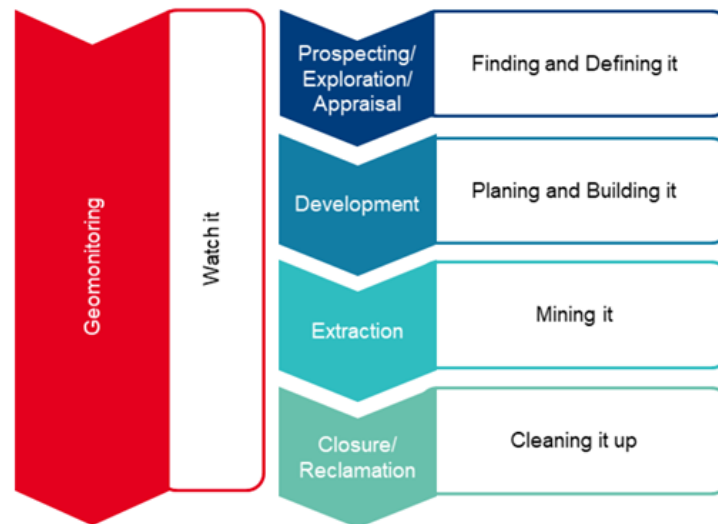 Geomonitoring
Watch it
Prospecting/
Exploration/
Appraisal
Finding and Defining it
Development
Planing and Building it
Extraction
Mining it
Closure/
Reclamation
Cleaning it up